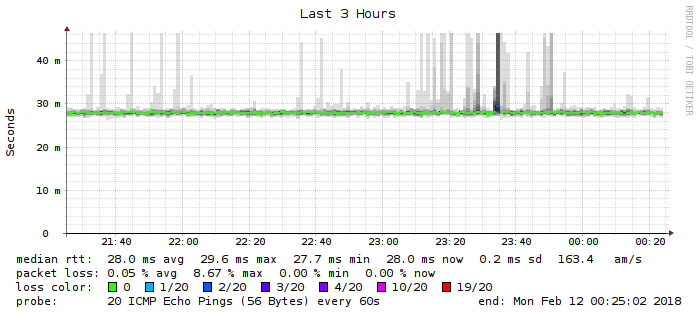 Last 3 Hours
RRDTOOL / TOBI OETIKER
Seconds
40 m
30 m
20 m
10 m
0
21:40 22:00 22:20 22:40 23:00 23:20 23:40 00:00 00:20
median rtt: 28.0 ms avg 29.6 ms max 27.7 ms min 28.0 ms now 0.2 ms sd 163.4 am/s
packet loss: 0.05 % avg 8.67 % max 0.00 % min 0.00 % now
loss color: 0 1/20 2/20 3/20 4/20 10/20 19/20
probe: 20 ICMP Echo Pings (56 Bytes) every 60s end: Mon Feb 12 00:25:02 2018